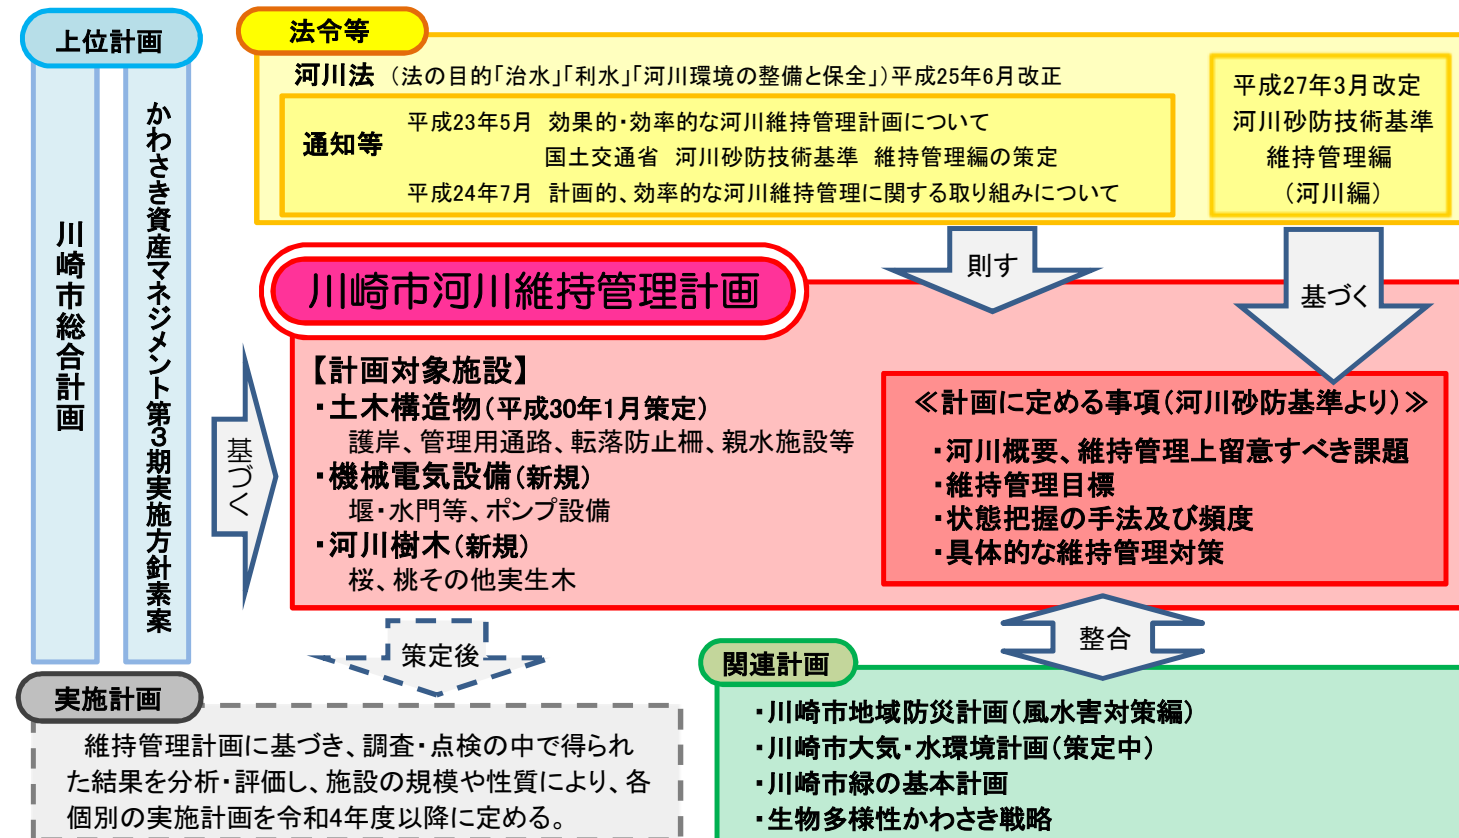 上位計画
川崎市総合計画
かわさき資産マネジメント第3期実施方針素案
法令等
河川法（法の目的「治水」「利水」「河川環境の整備と保全」）平成25年6月改正
通知等
平成23年5月 効果的・効率的な河川維持管理計画について
国土交通省 河川砂防技術基準 維持管理編の策定
平成24年7月 計画的、効率的な河川維持管理に関する取り組みについて
平成27年3月改定
河川砂防技術基準
維持管理編
（河川編）
則す
基づく
川崎市河川維持管理計画
基づく
【計画対象施設】
・土木構造物（平成30年1月策定）
護岸、管理用通路、転落防止柵、親水施設等
・機械電気設備（新規）
堰・水門等、ポンプ設備
・河川樹木（新規）
桜、桃その他実生木
≪計画に定める事項（河川砂防基準より）≫
・河川概要、維持管理上留意すべき課題
・維持管理目標
・状態把握の手法及び頻度
・具体的な維持管理対策
策定後
整合
実施計画
維持管理計画に基づき、調査・点検の中で得られ
た結果を分析・評価し、施設の規模や性質により、各
個別の実施計画を令和4年度以降に定める。
関連計画
・川崎市地域防災計画（風水害対策編）
・川崎市大気・水環境計画（策定中）
・川崎市緑の基本計画
・生物多様性かわさき戦略